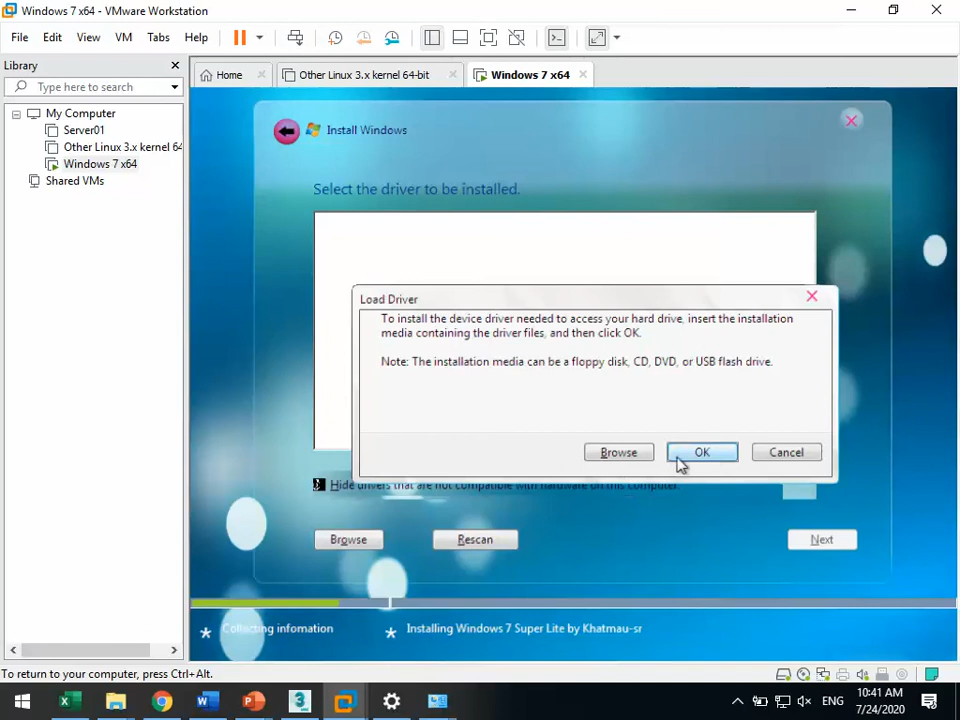 Windows 7 x64 - VMware Workstation
File Edit View VM Tabs Help
Library
Type here to search
My Computer
Server01
Other Linux 3.x kernel 64
Windows 7 x64
Shared VMs
Home
Other Linux 3.x kernel 64-bit
Windows 7 x64
Install Windows
Select the driver to be installed.
Load Driver
To install the device driver needed to access your hard drive, insert the installation
media containing the driver files, and then click OK.
Note: The installation media can be a floppy disk, CD, DVD, or USB flash drive.
Browse OK Cancel
Hide drivers that are not compatible with hardware on this computer.
Browse Rescan Next
Collecting infomation
Installing Windows 7 Super Lite by Khatmau-sr
To return to your computer, press Ctrl+Alt.
ENG
10:41 AM
7/24/2020